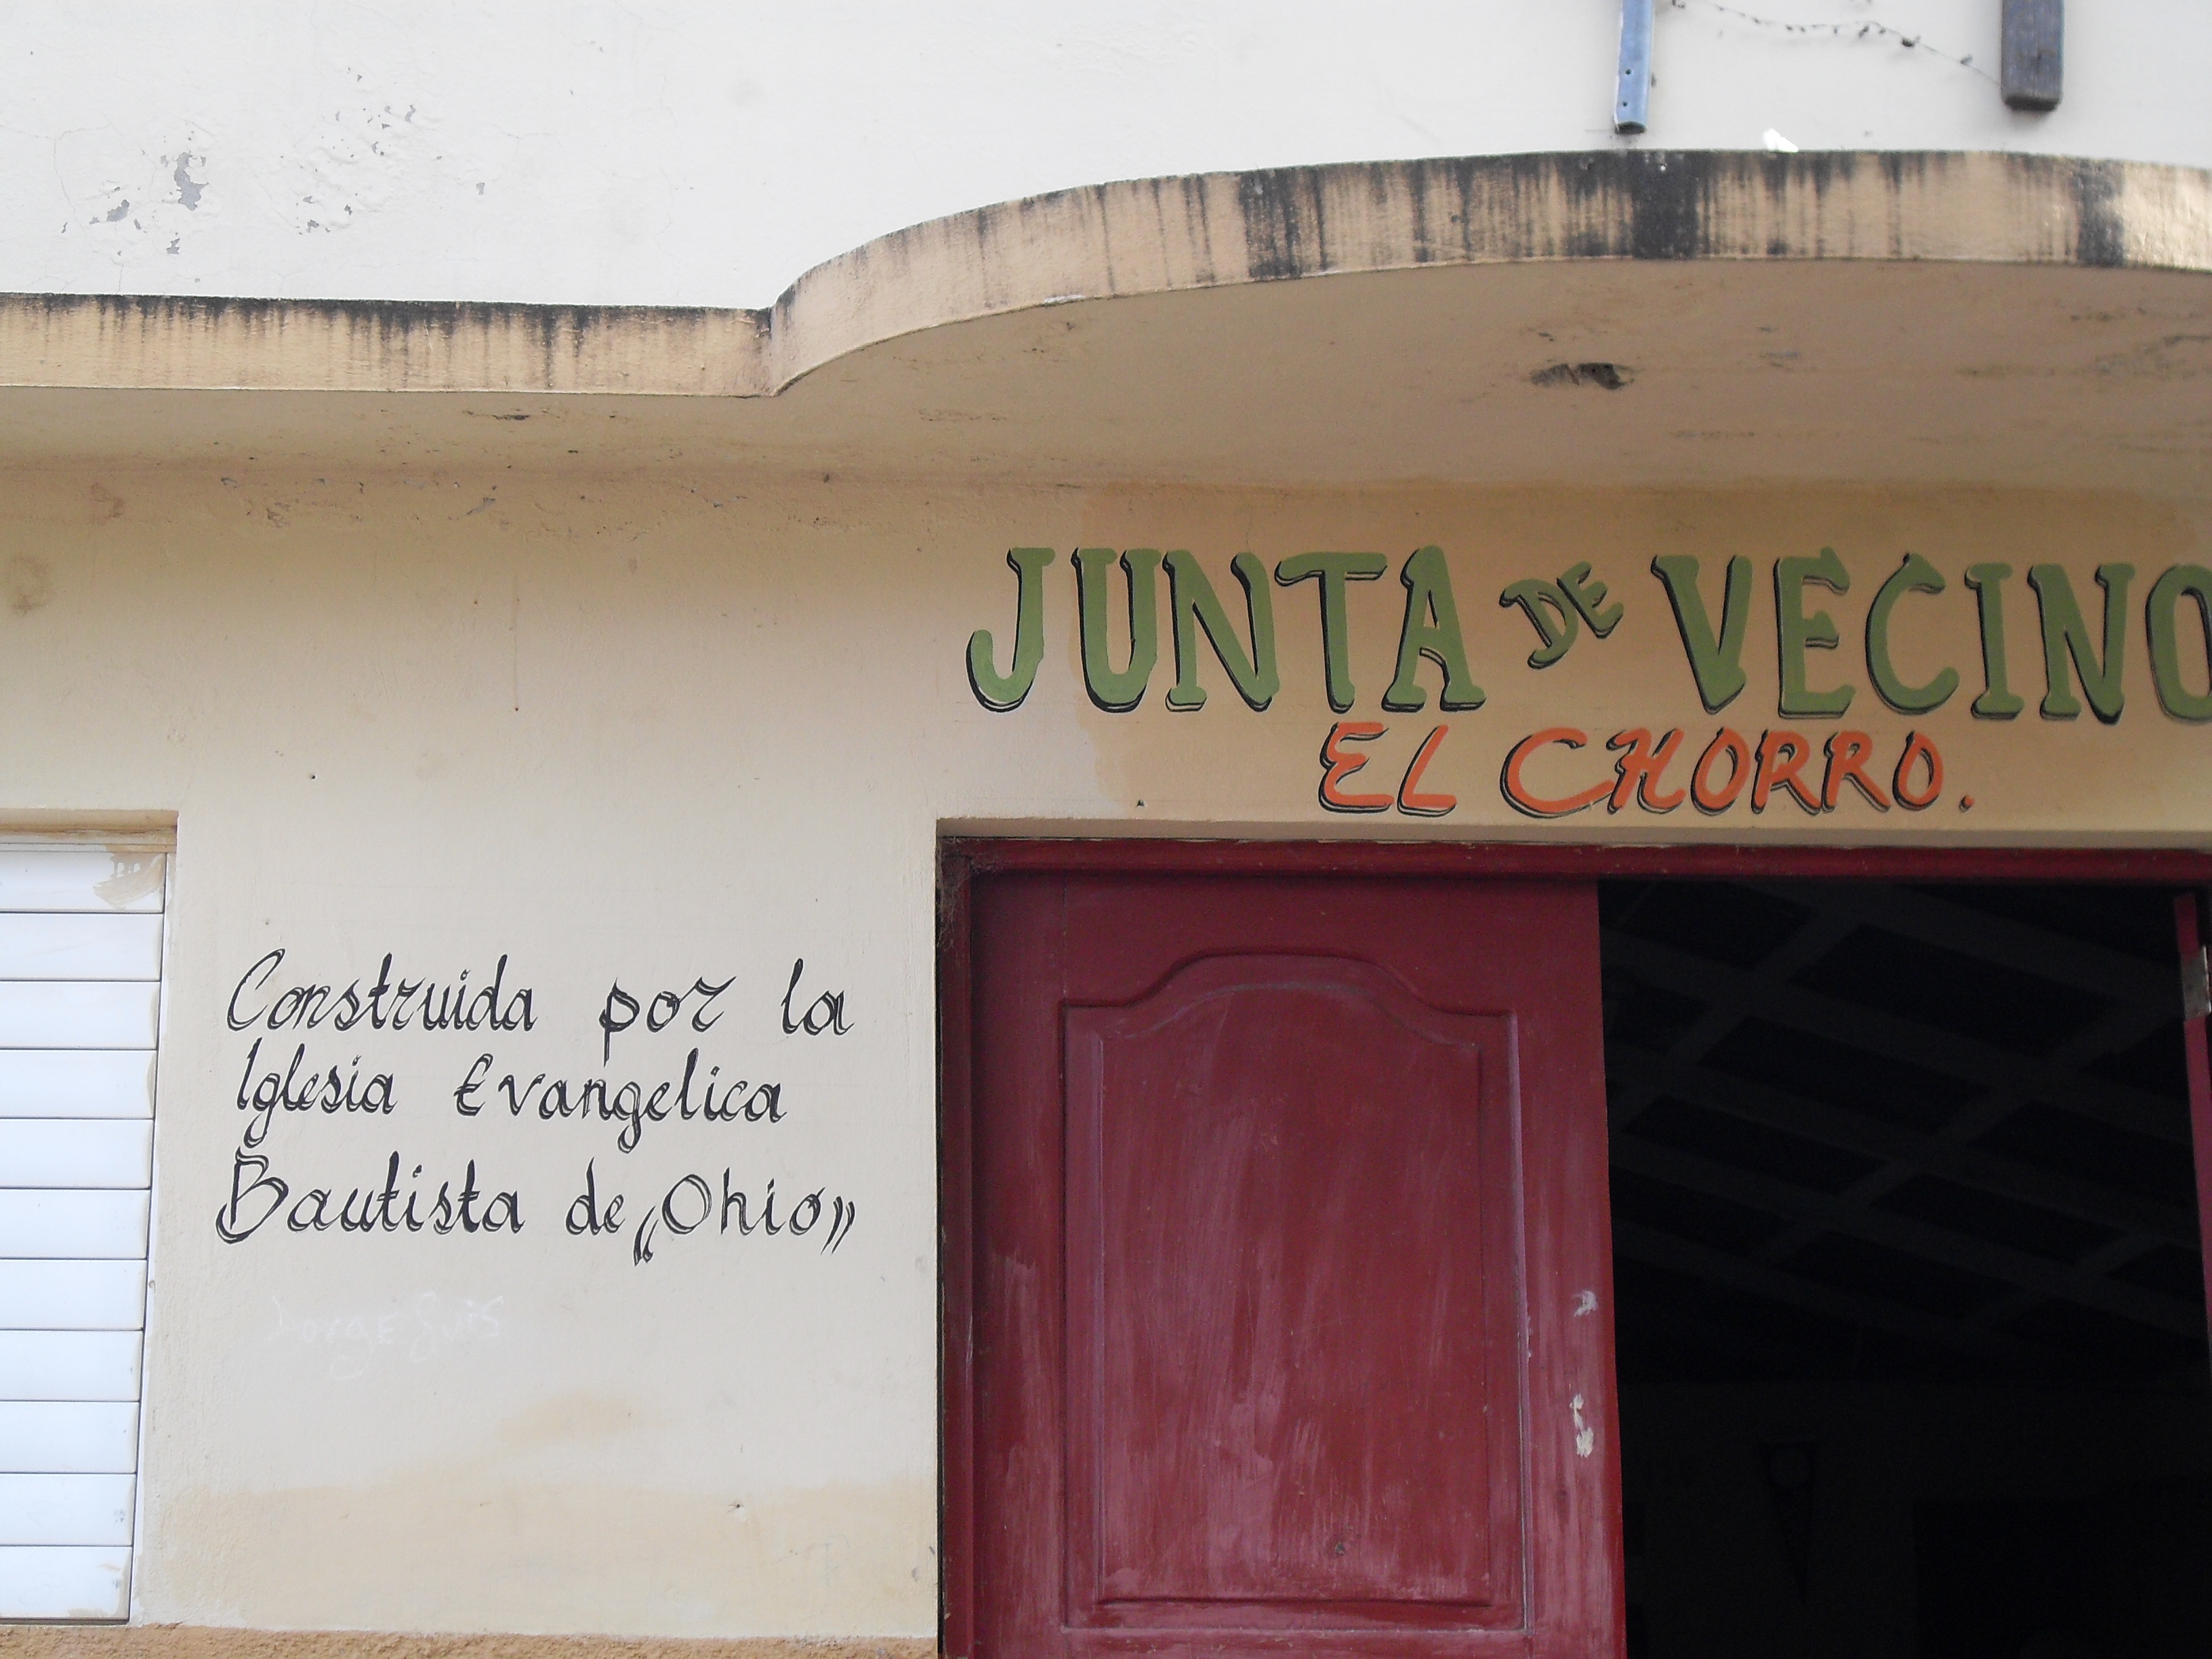 JUNTA DE VECINO
EL CHORRO.
Construida por la
Iglesia Evangelica
Bautista de „Ohio”